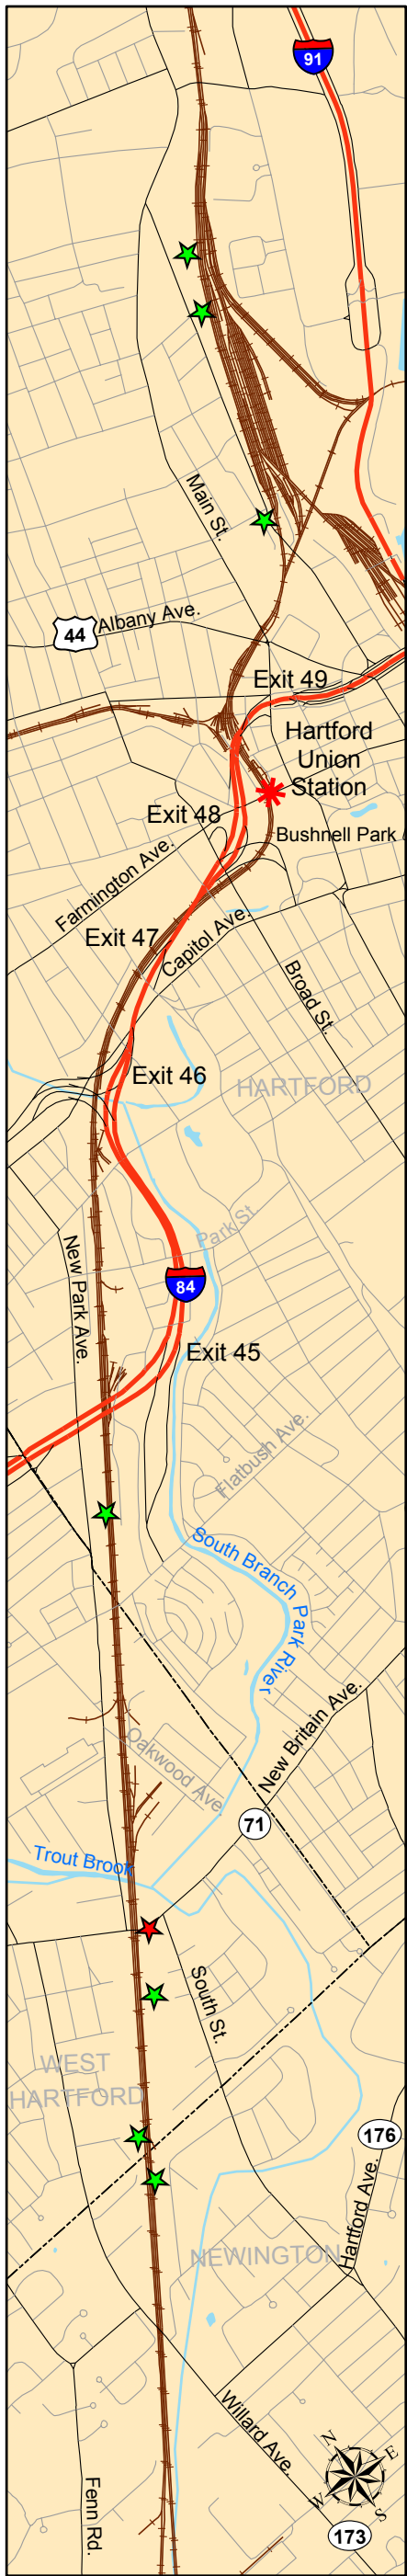 91
Main St.
44
Albany Ave.
Exit 49
Hartford
Union
Station
Exit 48
Bushnell Park
Farmington Ave.
Exit 47
Capitol Ave.
Broad St.
Exit 46
HARTFORD
Park St
New Park Ave.
84
Exit 45
Flatbush Ave.
South Branch Park River
New Britain Ave.
Oakwood Ave.
71
Trout Brook
South St.
WEST
HARTFORD
176
Hartford Ave.
NEWINGTON
Willard Ave.
Fenn Rd.
N
E
W
S
173